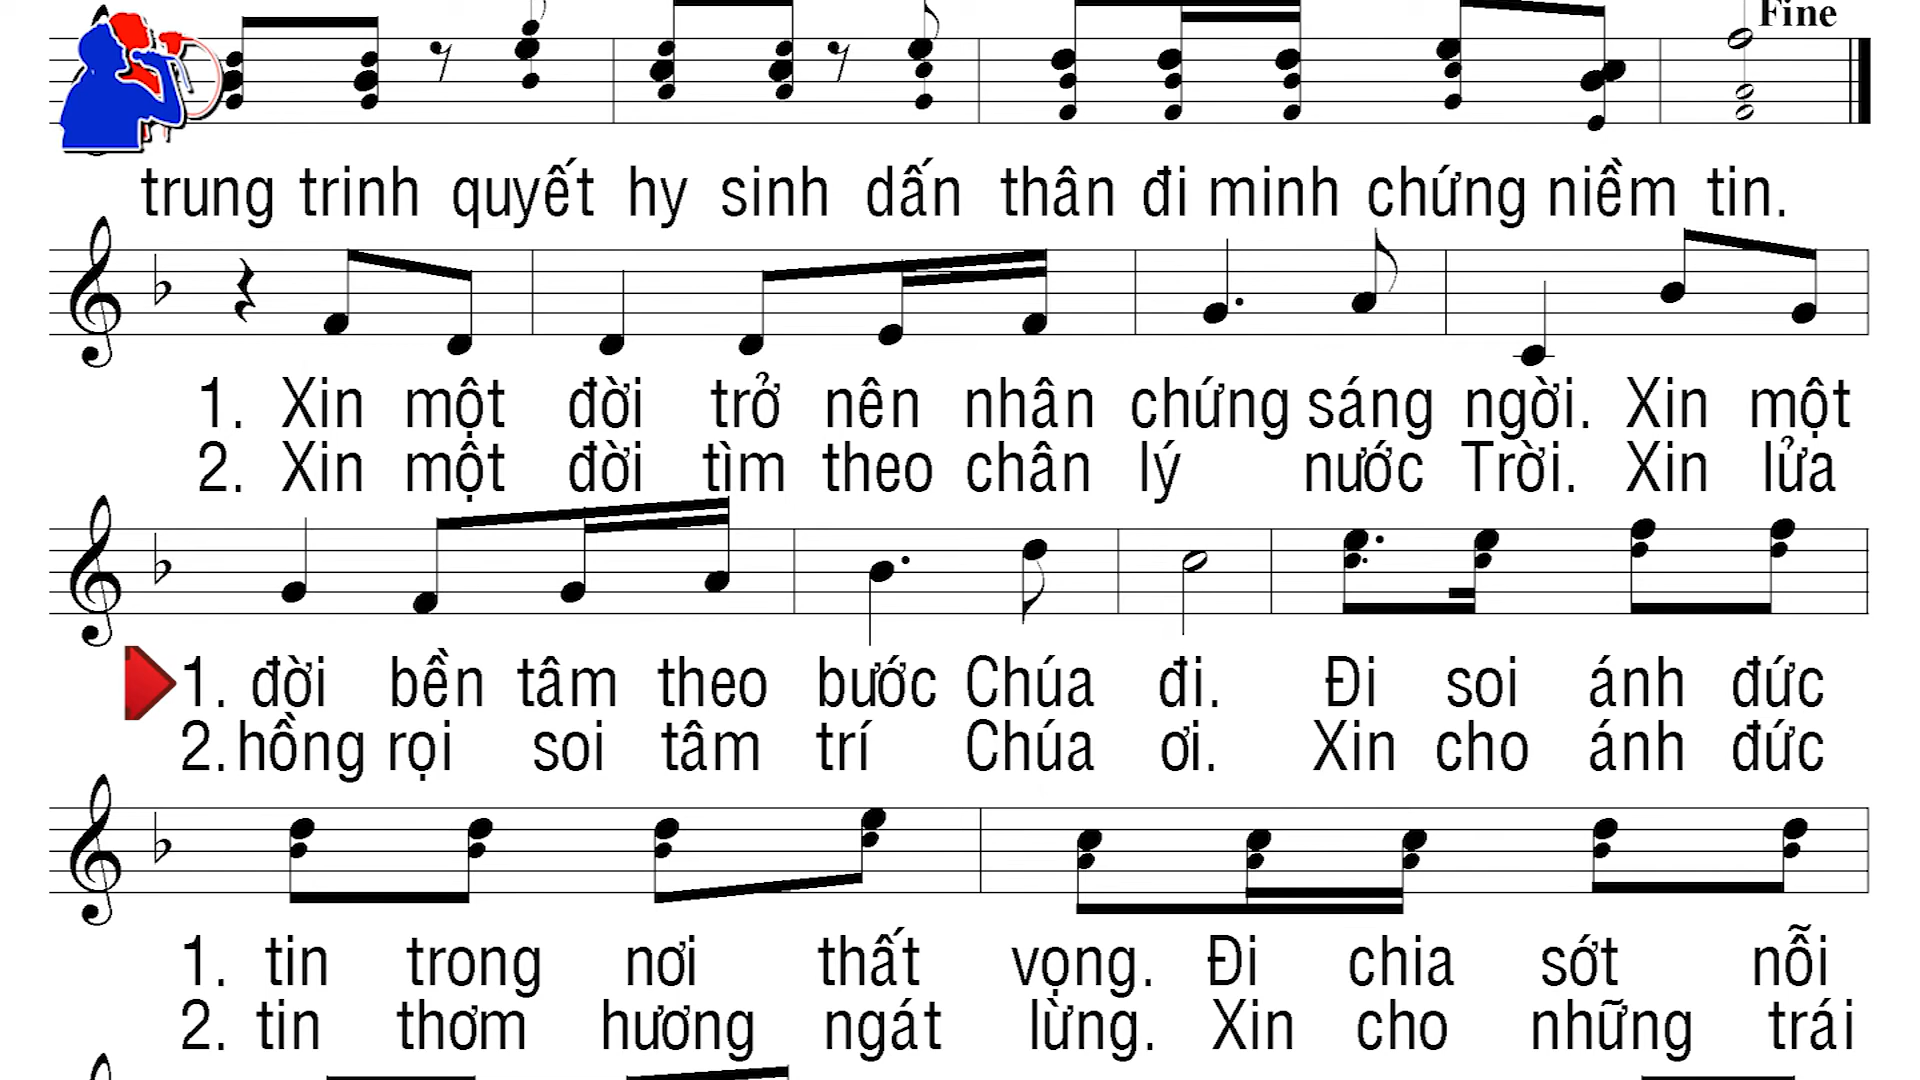 Fine
trung trinh quyết hy sinh dấn thân đi minh chứng niềm tin.
1. Xin một đời trở nên nhân chứng sáng ngời. Xin một
2. Xin một đời tìm theo chân lý nước Trời. Xin lửa
1. đời bền tâm theo bước Chúa đi. Đi soi ánh đức
2. hồng rọi soi tâm trí Chúa ơi. Xin cho ánh đức
1. tin trong nơi thất vọng. Đi chia sớt nỗi
2. tin thơm hương ngát lừng. Xin cho những trái